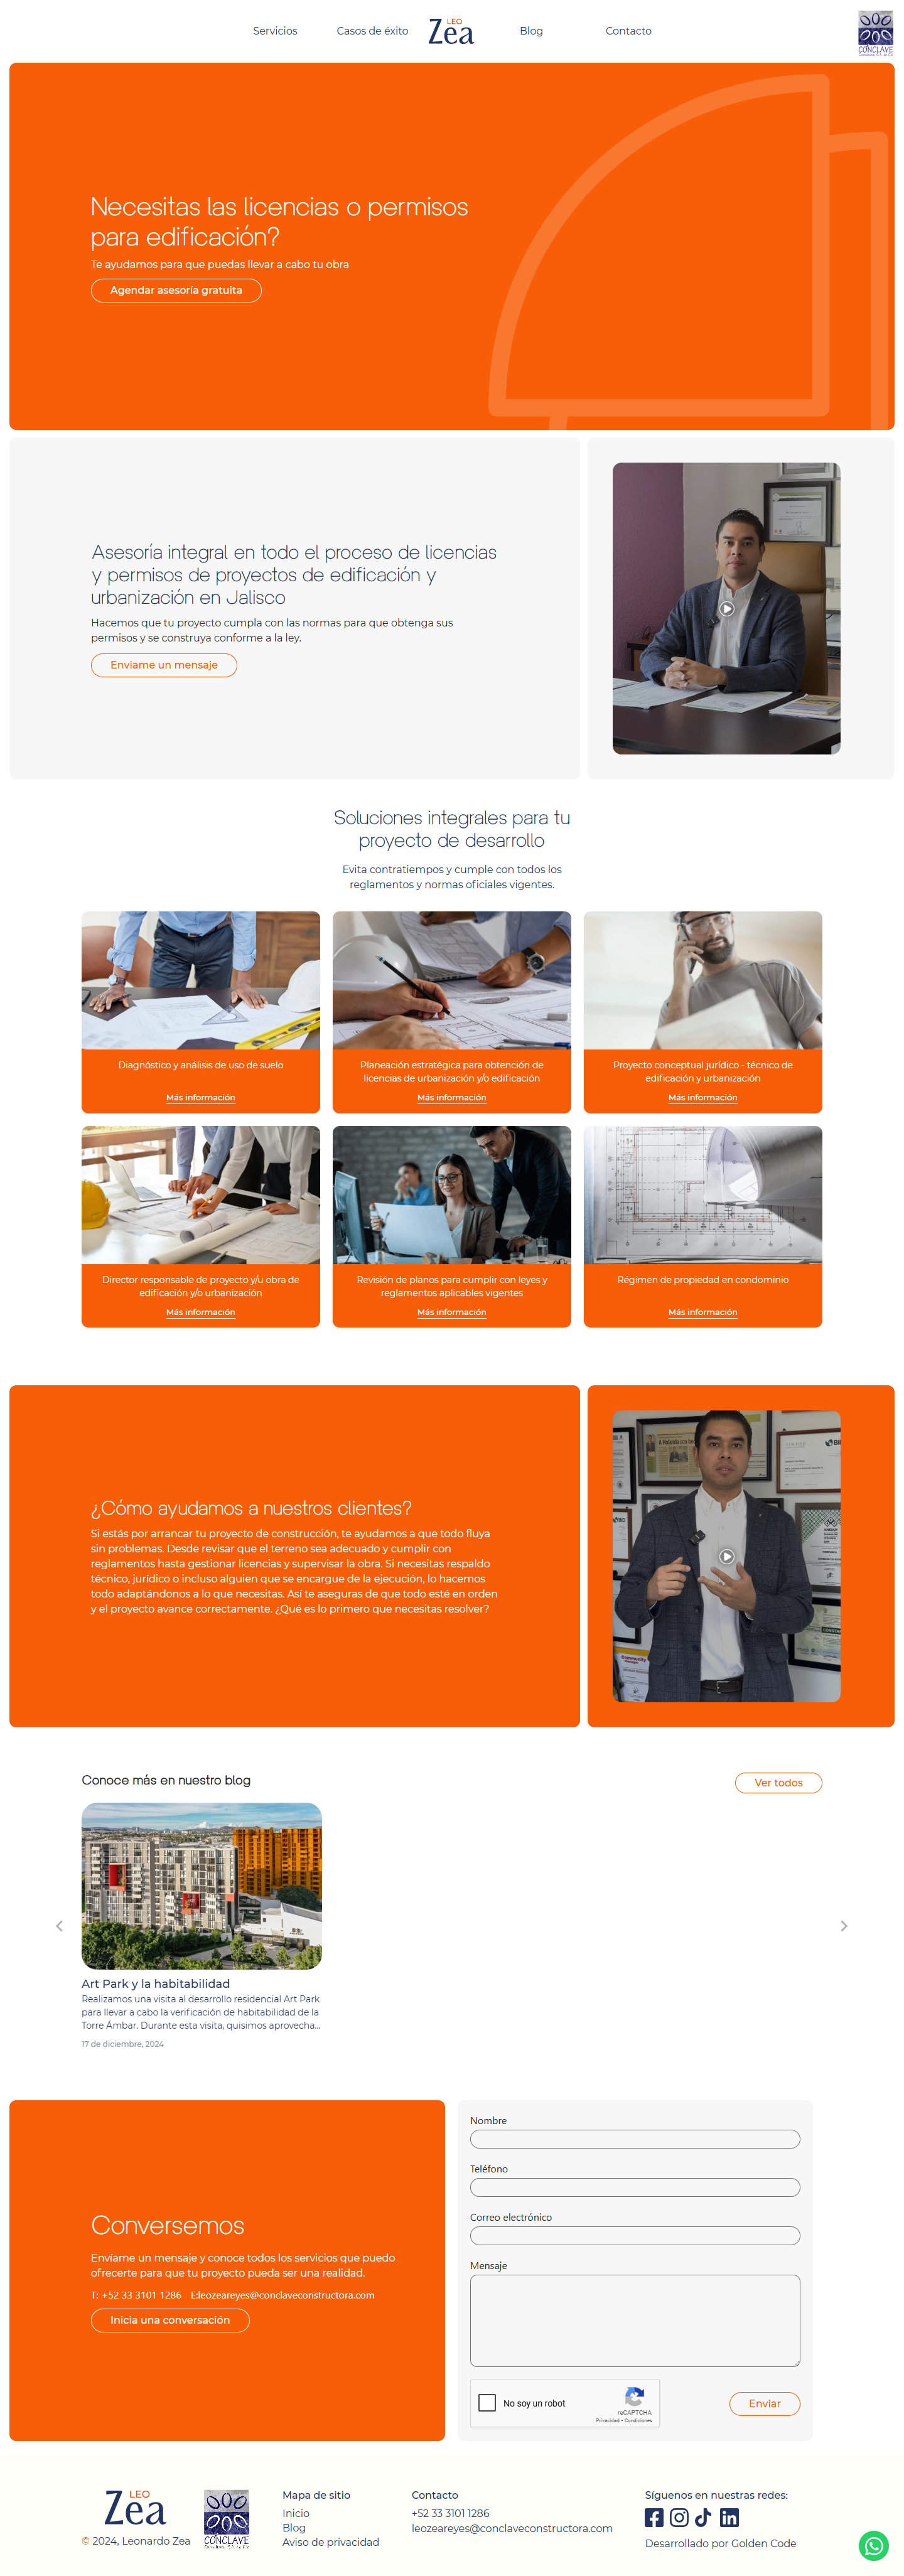 Servicios
Casos de éxito
LEO
Zea
Blog
Contacto
CONCLAVE
Necesitas las licencias o permisos
para edificación?
Te ayudamos para que puedas llevar a cabo tu obra
Agendar asesoría gratuita
Asesoría integral en todo el proceso de licencias
y permisos de proyectos de edificación y
urbanización en Jalisco
Hacemos que tu proyecto cumpla con las normas para que obtenga sus
permisos y se construya conforme a la ley.
Enviame un mensaje
Soluciones integrales para tu
proyecto de desarrollo
Evita contratiempos y cumple con todos los
reglamentos y normas oficiales vigentes.
Diagnóstico y análisis de uso de suelo
Más información
Planeación estratégica para obtención de
licencias de urbanización y/o edificación
Más información
Proyecto conceptual jurídico - técnico de
edificación y urbanización
Más información
Director responsable de proyecto y/u obra de
edificación y/o urbanización
Más información
Revisión de planos para cumplir con leyes y
reglamentos aplicables vigentes
Más información
Régimen de propiedad en condominio
Más información
¿Cómo ayudamos a nuestros clientes?
Si estás por arrancar tu proyecto de construcción, te ayudamos a que todo fluya
sin problemas. Desde revisar que el terreno sea adecuado y cumplir con
reglamentos hasta gestionar licencias y supervisar la obra. Si necesitas respaldo
técnico, jurídico o incluso alguien que se encargue de la ejecución, lo hacemos
todo adaptándonos a lo que necesitas. Así te aseguras de que todo esté en orden
y el proyecto avance correctamente. ¿Qué es lo primero que necesitas resolver?
Conoce más en nuestro blog
Ver todos
Art Park y la habitabilidad
Realizamos una visita al desarrollo residencial Art Park
para llevar a cabo la verificación de habitabilidad de la
Torre Ámbar. Durante esta visita, quisimos aprovecha...
17 de diciembre, 2024
Conversemos
Envíame un mensaje y conoce todos los servicios que puedo
ofrecerte para que tu proyecto pueda ser una realidad.
T: +52 33 3101 1286 E:leozeareyes@conclaveconstructora.com
Inicia una conversación
Nombre
Teléfono
Correo electrónico
Mensaje
No soy un robot
reCAPTCHA
Privacidad - Condiciones
Enviar
LEO
Zea
© 2024, Leonardo Zea
CONCLAVE
Mapa de sitio
Inicio
Blog
Aviso de privacidad
Contacto
+52 33 3101 1286
leozeareyes@conclaveconstructora.com
Síguenos en nuestras redes:
Desarrollado por Golden Code